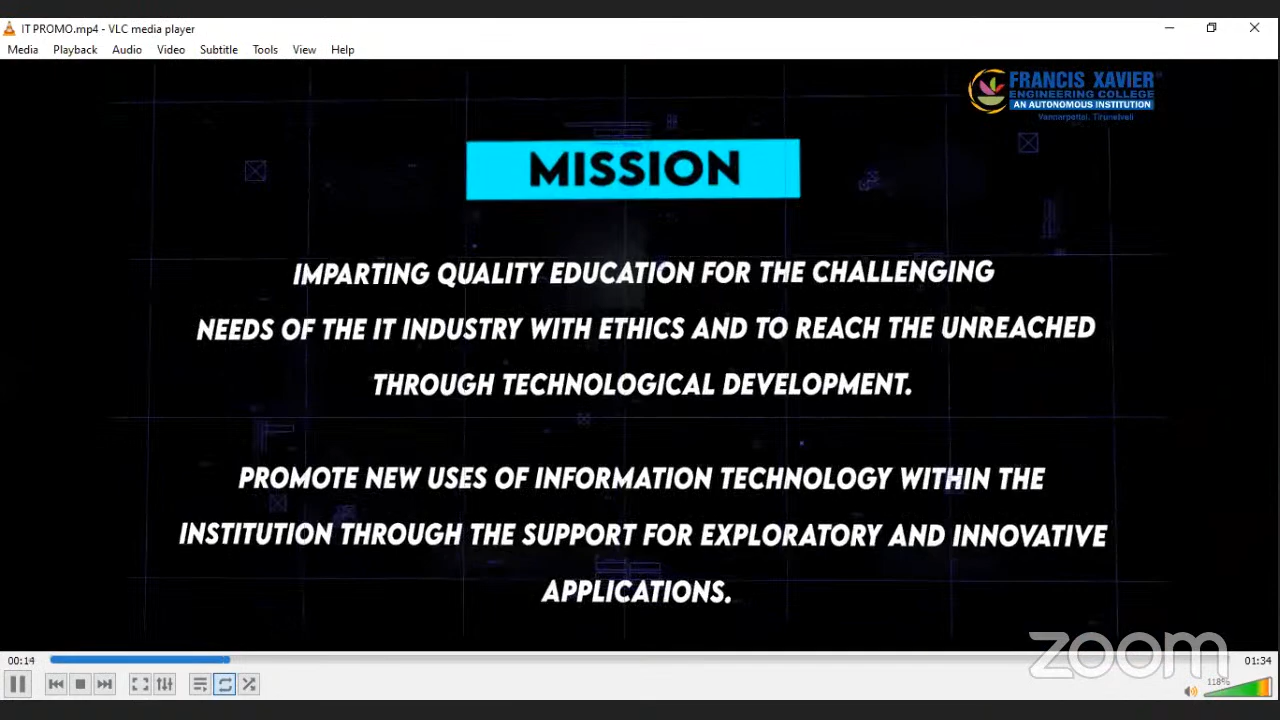 IT PROMO.mp4 - VLC media player
Media Playback Audio Video Subtitle Tools View Help
FRANCIS XAVIER
ENGINEERING COLLEGE
AN AUTONOMOUS INSTITUTION
Vannarpettai, Tirunelveli
MISSION
IMPARTING QUALITY EDUCATION FOR THE CHALLENGING
NEEDS OF THE IT INDUSTRY WITH ETHICS AND TO REACH THE UNREACHED
THROUGH TECHNOLOGICAL DEVELOPMENT.
PROMOTE NEW USES OF INFORMATION TECHNOLOGY WITHIN THE
INSTITUTION THROUGH THE SUPPORT FOR EXPLORATORY AND INNOVATIVE
APPLICATIONS.
zoom
00:14 01:34
118%